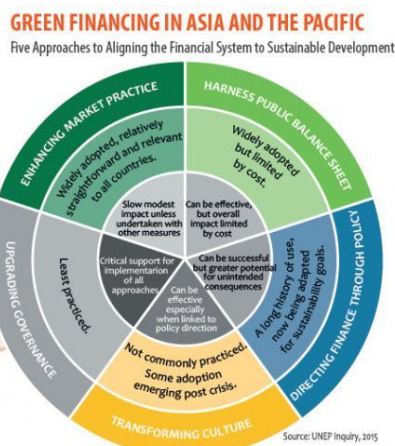 GREEN FINANCING IN ASIA AND THE PACIFIC
Five Approaches to Aligning the Financial System to Sustainable Development
ENHANCING MARKET PRACTICE
Widely adopted, relatively
straightforward and relevant
to all countries.
Slow modest
impact unless
undertaken with
other measures
HARNESS PUBLIC BALANCE SHEET
Widely adopted
but limited
by cost.
Can be effective,
but overall
impact limited
by cost
DIRECTING FINANCE THROUGH POLICY
A long history of use,
now being adapted
for sustainability goals.
Can be successful
but greater potential
for unintended
consequences
TRANSFORMING CULTURE
Not commonly practiced.
Some adoption
emerging post crisis.
Can be
effective
especially
when linked to
policy direction
UPGRADING GOVERNANCE
Least practiced.
Critical support for
implementation
of all
approaches
Source: UNEP Inquiry, 2015